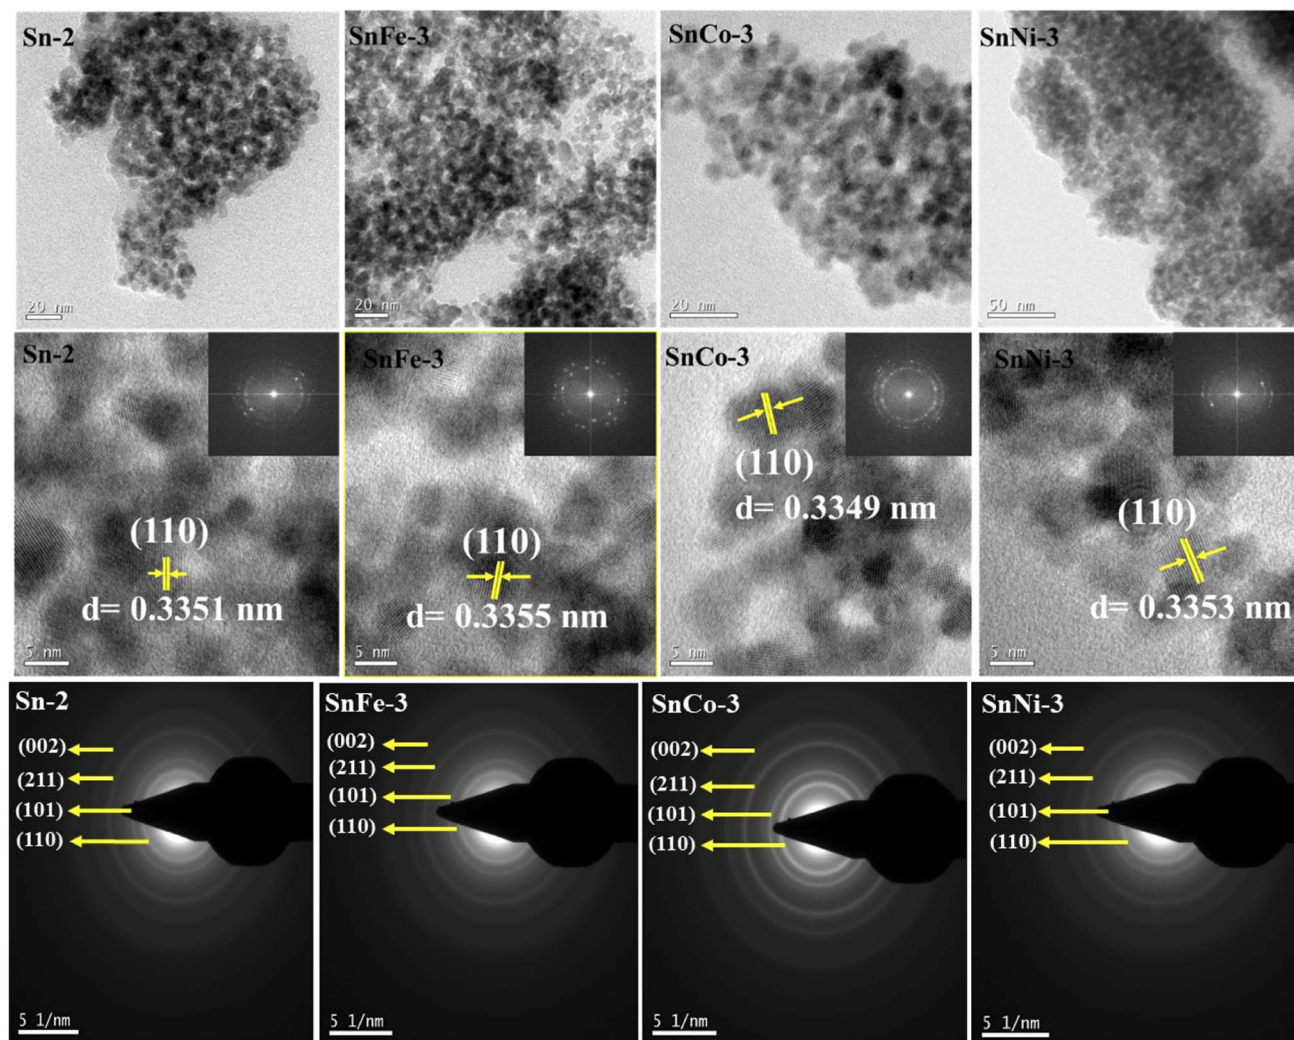 Sn-2
SnFe-3
SnCo-3
SnNi-3
20 nm
20 nm
20 nm
50 nm
Sn-2
SnFe-3
SnCo-3
SnNi-3
(110)
d= 0.3351 nm
(110)
d= 0.3355 nm
(110)
d= 0.3349 nm
(110)
d= 0.3353 nm
5 nm
5 nm
5 nm
5 nm
Sn-2
(002)
(211)
(101)
(110)
5 1/nm
SnFe-3
(002)
(211)
(101)
(110)
5 1/nm
SnCo-3
(002)
(211)
(101)
(110)
5 1/nm
SnNi-3
(002)
(211)
(101)
(110)
5 1/nm